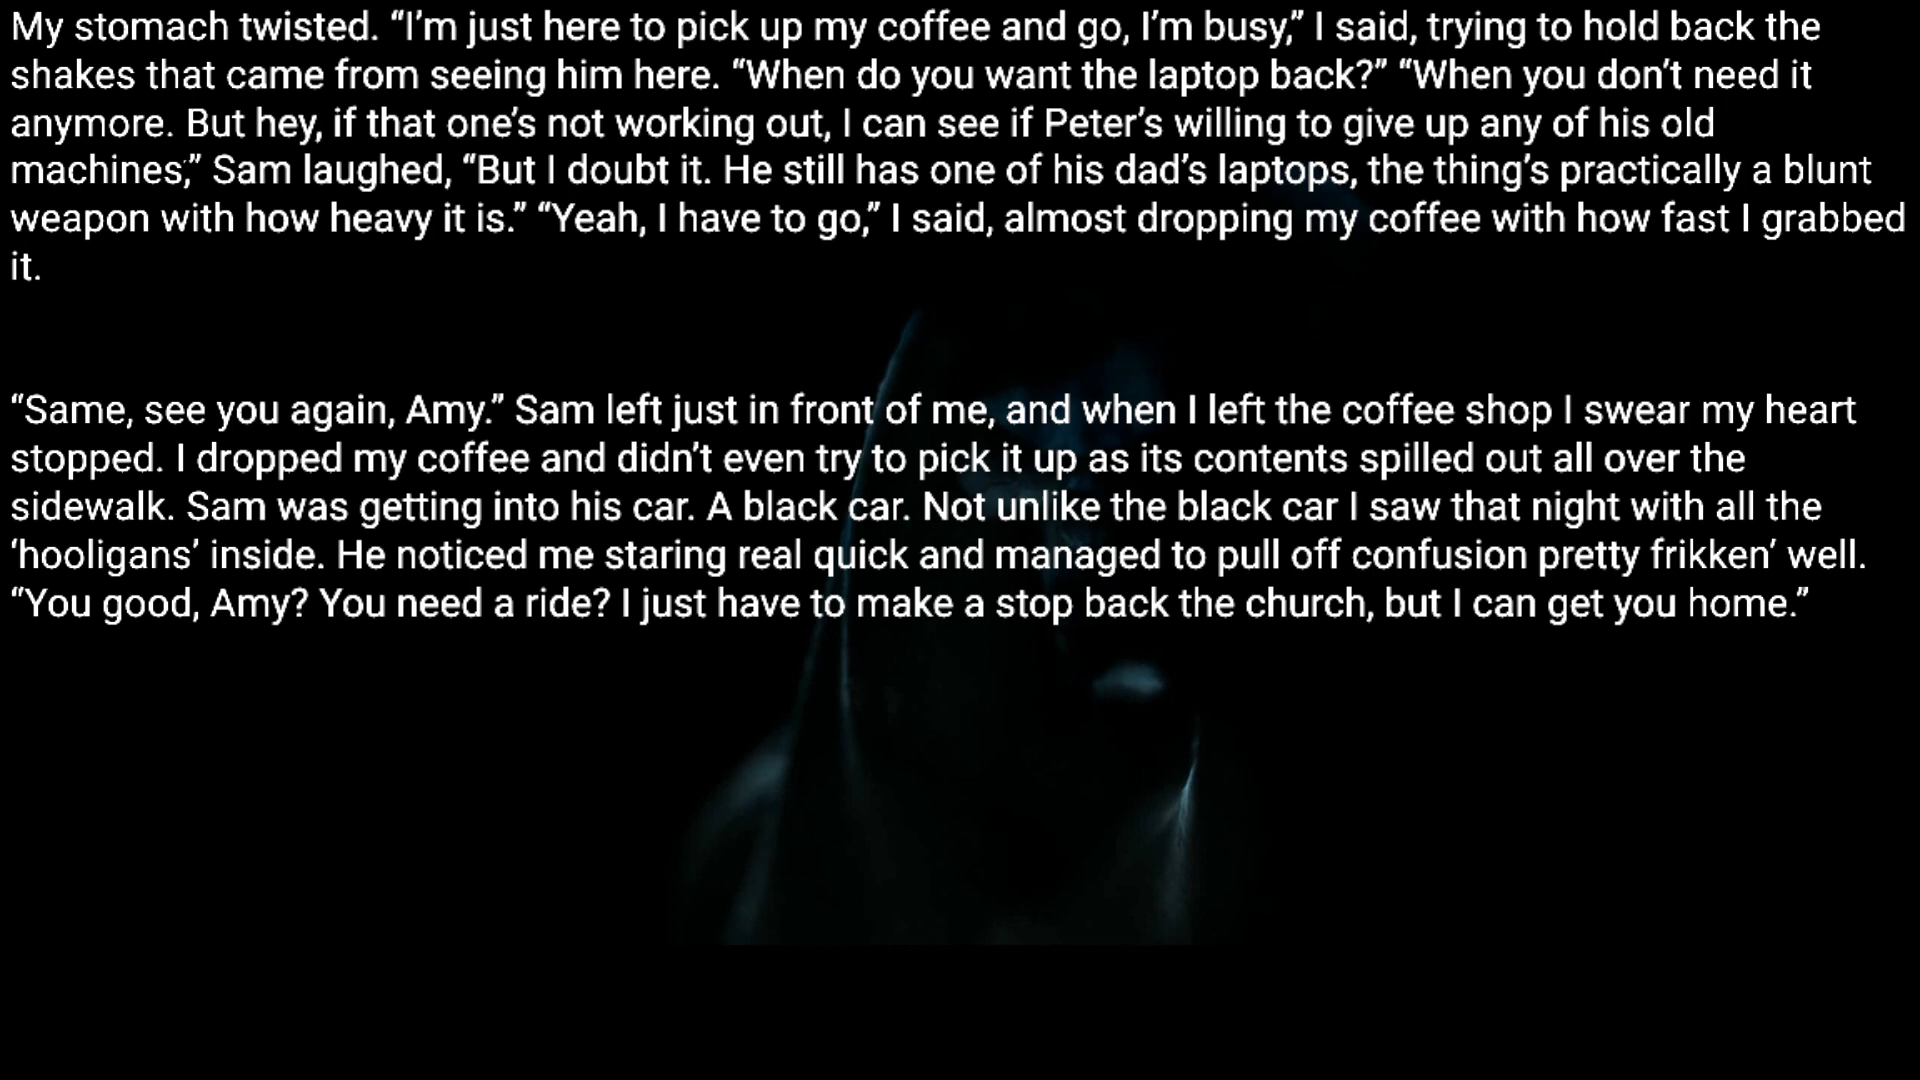 My stomach twisted. “I’m just here to pick up my coffee and go, I’m busy,” I said, trying to hold back the
shakes that came from seeing him here. “When do you want the laptop back?” “When you don’t need it
anymore. But hey, if that one’s not working out, I can see if Peter’s willing to give up any of his old
machines,” Sam laughed, “But I doubt it. He still has one of his dad’s laptops, the thing’s practically a blunt
weapon with how heavy it is.” “Yeah, I have to go,” I said, almost dropping my coffee with how fast I grabbed
it.
“Same, see you again, Amy.” Sam left just in front of me, and when I left the coffee shop I swear my heart
stopped. I dropped my coffee and didn’t even try to pick it up as its contents spilled out all over the
sidewalk. Sam was getting into his car. A black car. Not unlike the black car I saw that night with all the
‘hooligans’ inside. He noticed me staring real quick and managed to pull off confusion pretty frikken’ well.
“You good, Amy? You need a ride? I just have to make a stop back the church, but I can get you home.”